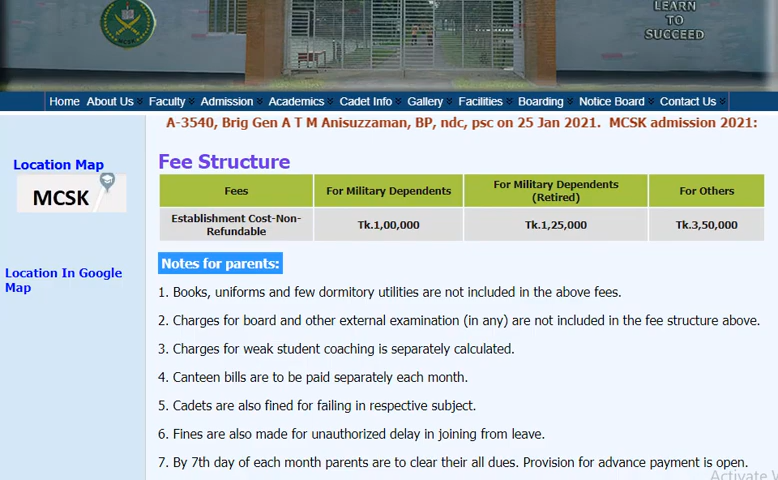 LEARN
TO
SUCCEED
Home About Us Faculty Admission Academics Cadet Info Gallery Facilities Boarding Notice Board Contact Us
A-3540, Brig Gen A T M Anisuzzaman, BP, ndc, psc on 25 Jan 2021. MCSK admission 2021:
Location Map
MCSK
Location In Google
Map
Fee Structure
Fees For Military Dependents For Military Dependents (Retired) For Others
Establishment Cost-Non-Refundable Tk.1,00,000 Tk.1,25,000 Tk.3,50,000
Notes for parents:
1. Books, uniforms and few dormitory utilities are not included in the above fees.
2. Charges for board and other external examination (in any) are not included in the fee structure above.
3. Charges for weak student coaching is separately calculated.
4. Canteen bills are to be paid separately each month.
5. Cadets are also fined for failing in respective subject.
6. Fines are also made for unauthorized delay in joining from leave.
7. By 7th day of each month parents are to clear their all dues. Provision for advance payment is open.
Activate